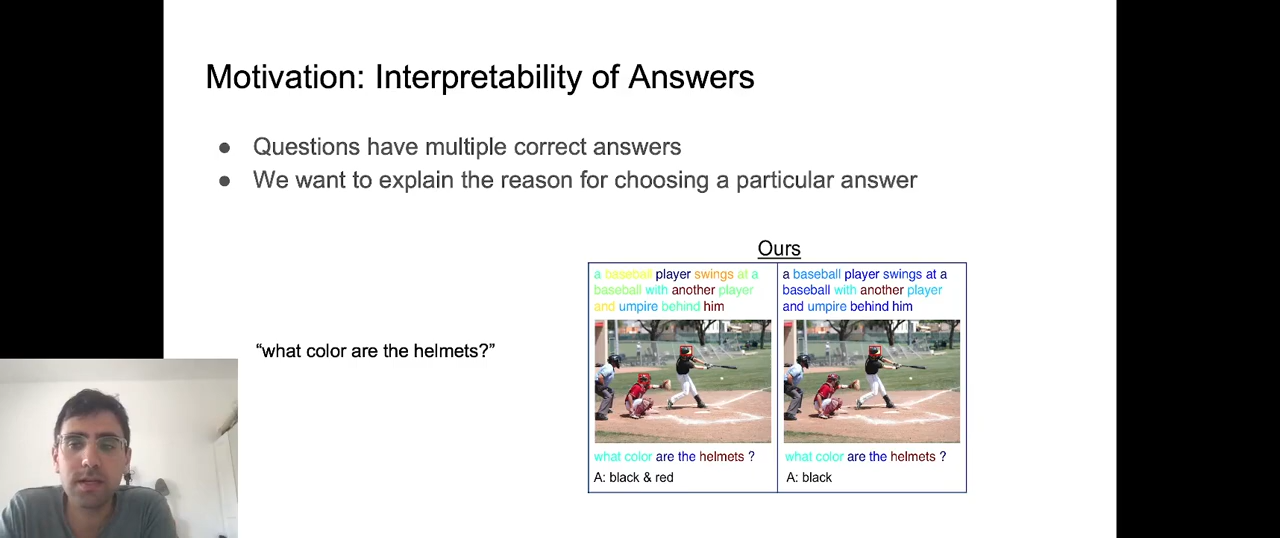 Motivation: Interpretability of Answers
● Questions have multiple correct answers
● We want to explain the reason for choosing a particular answer
Ours
"what color are the helmets?"
a baseball player swings at a
baseball with another player
and umpire behind him
what color are the helmets ?
A: black & red
a baseball player swings at a
baseball with another player
and umpire behind him
what color are the helmets ?
A: black